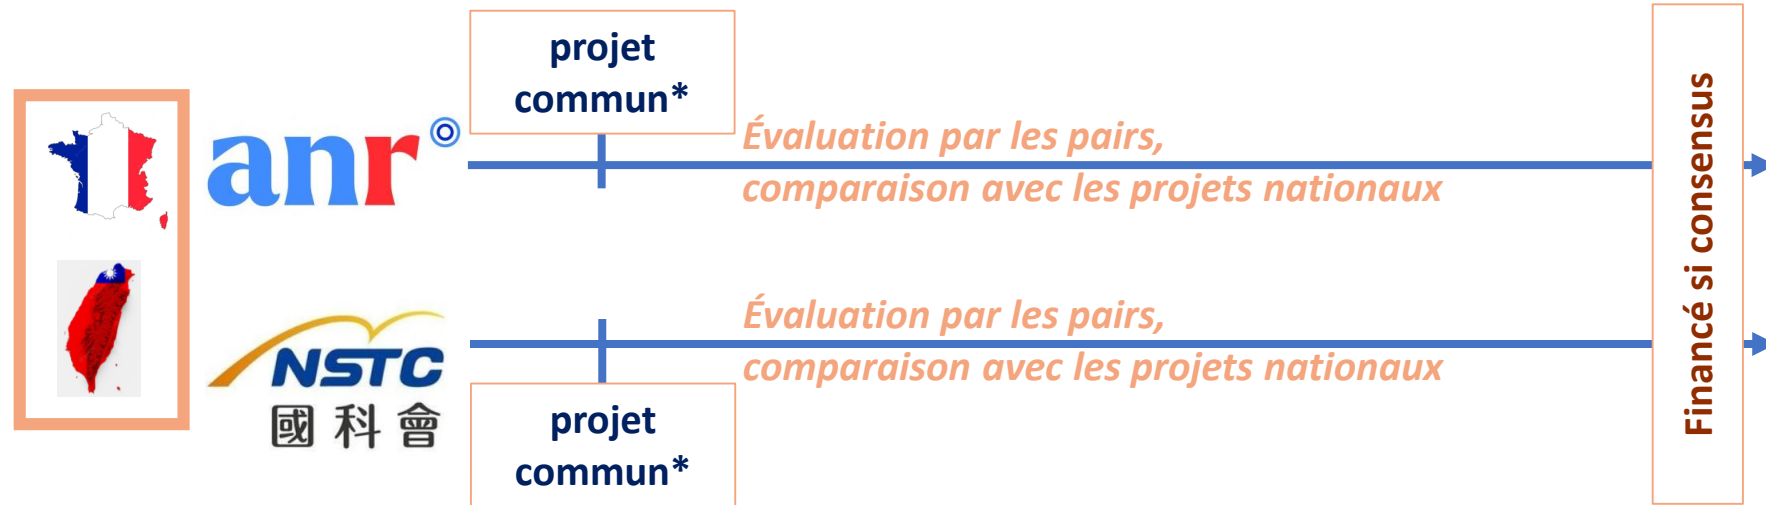 projet
commun*
anr
Évaluation par les pairs,
comparaison avec les projets nationaux
NSTC
國科會
Évaluation par les pairs,
comparaison avec les projets nationaux
projet
commun*
Financé si consensus